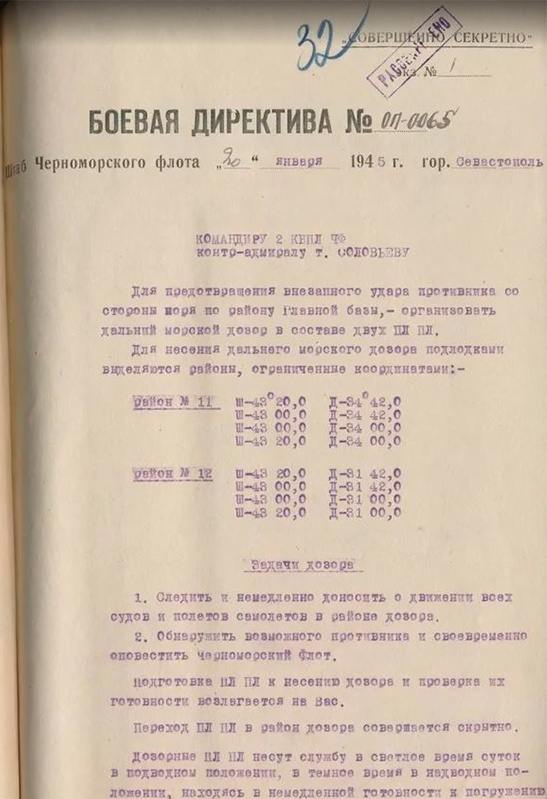 32
„СОВЕРШЕННО СЕКРЕТНО"
РАССЕКРЕЧЕНО
Экз. № 1
БОЕВАЯ ДИРЕКТИВА № ОП-0065
Штаб Черноморского флота „20" января 1945 г. гор. Севастополь
КОМАНДИРУ 2 КБПЛ ЧФ
контр-адмиралу т. СОЛОВЬЕВУ
Для предотвращения внезапного удара противника со
стороны моря по району Главной базы,- организовать
дальний морской дозор в составе двух ПЛ ПЛ.
Для несения дальнего морского дозора подлодками
выделяются районы, ограниченные координатами:-
район № 11 Ш-43° 20,0 Д-34° 42,0
Ш-43 00,0 Д-34 42,0
Ш-43 00,0 Д-34 00,0
Ш-43 20,0 Д-34 00,0
район № 12 Ш-43 20,0 Д-31 42,0
Ш-43 00,0 Д-31 42,0
Ш-43 00,0 Д-31 00,0
Ш-43 20,0 Д-31 00,0
Задачи дозора
1. Следить и немедленно доносить о движении всех
судов и полетов самолетов в районе дозора.
2. Обнаружить возможного противника и своевременно
оповестить Черноморский Флот.
Подготовка ПЛ ПЛ к несению дозора и проверка их
готовности возлагается на Вас.
Переход ПЛ ПЛ в район дозора совершается скрытно.
Дозорные ПЛ ПЛ несут службу в светлое время суток
в подводном положении, в темное время в надводном по-
ложении, находясь в немедленной готовности к погружению